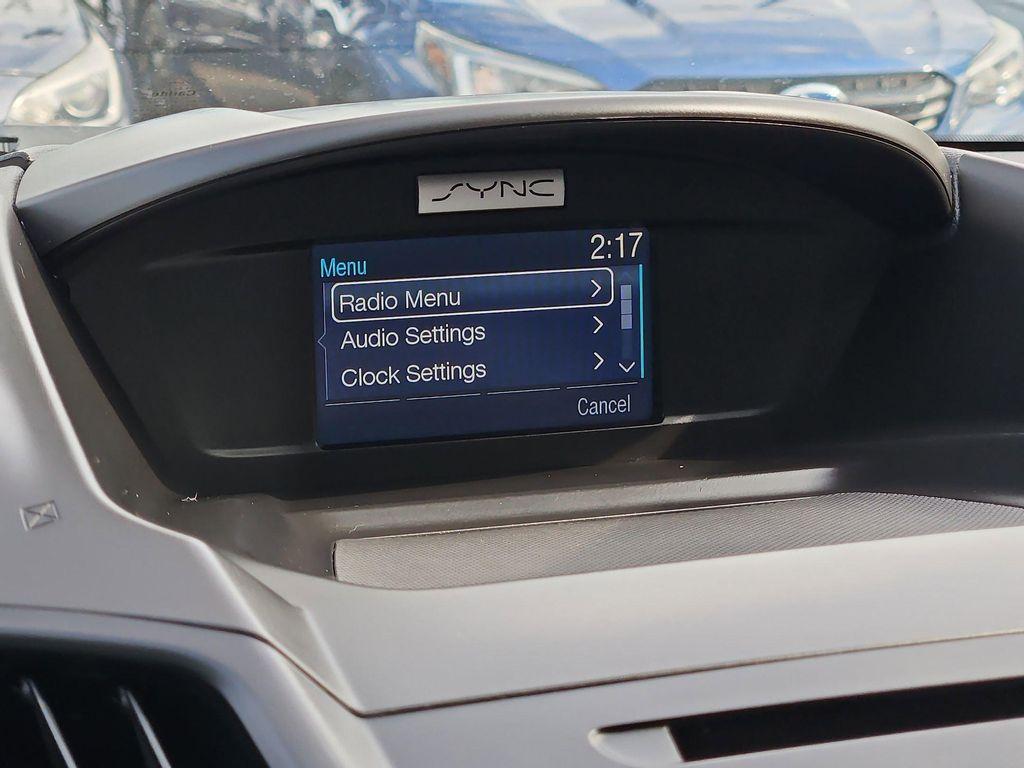 SYNC
2:17
Menu
Radio Menu
Audio Settings
Clock Settings
Cancel